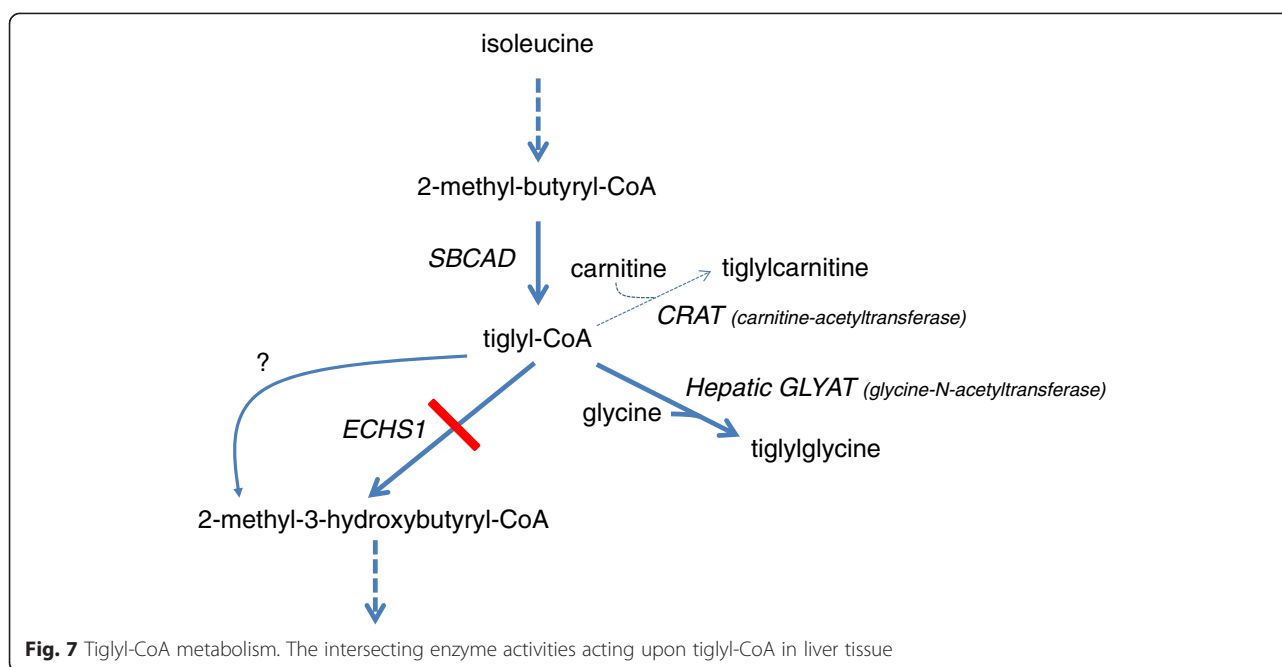 isoleucine
2-methyl-butyryl-CoA
SBCAD
carnitine
tiglylcarnitine
CRAT (carnitine-acetyltransferase)
tiglyl-CoA
?
Hepatic GLYAT (glycine-N-acetyltransferase)
glycine
ECHS1
tiglylglycine
2-methyl-3-hydroxybutyryl-CoA
Fig. 7 Tiglyl-CoA metabolism. The intersecting enzyme activities acting upon tiglyl-CoA in liver tissue